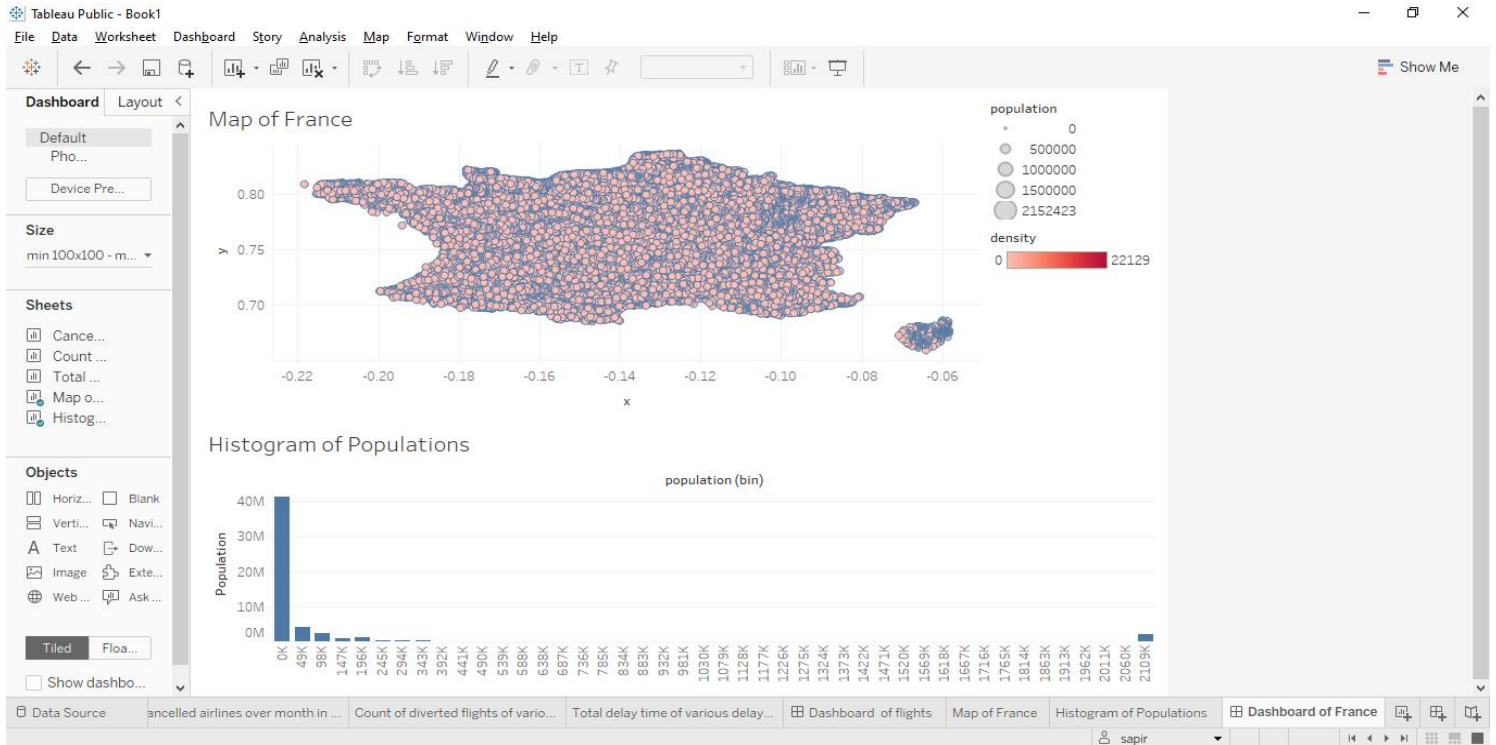 Tableau Public - Book1
File Data Worksheet Dashboard Story Analysis Map Format Window Help
Show Me
Dashboard Layout
Default
Pho...
Device Pre...
Size
min 100x100 - m...
Sheets
Cance...
Count ...
Total ...
Map o...
Histog...
Objects
Horiz... Blank
Verti... Navi...
Text Dow...
Image Exte...
Web ... Ask ...
Tiled Floa...
Show dashbo...
Map of France
0.80
0.75
0.70
y
-0.22 -0.20 -0.18 -0.16 -0.14 -0.12 -0.10 -0.08 -0.06
x
population
0
500000
1000000
1500000
2152423
density
0 22129
Histogram of Populations
population (bin)
40M
30M
20M
10M
0M
Population
0K 49K 98K 147K 196K 245K 294K 343K 392K 441K 490K 539K 588K 638K 687K 736K 785K 834K 883K 932K 981K 1030K 1079K 1128K 1177K 1226K 1275K 1324K 1373K 1422K 1471K 1520K 1569K 1618K 1667K 1716K 1765K 1814K 1863K 1913K 1962K 2011K 2060K 2109K
Data Source ancelled airlines over month in ... Count of diverted flights of vario... Total delay time of various delay... Dashboard of flights Map of France Histogram of Populations Dashboard of France
sapir